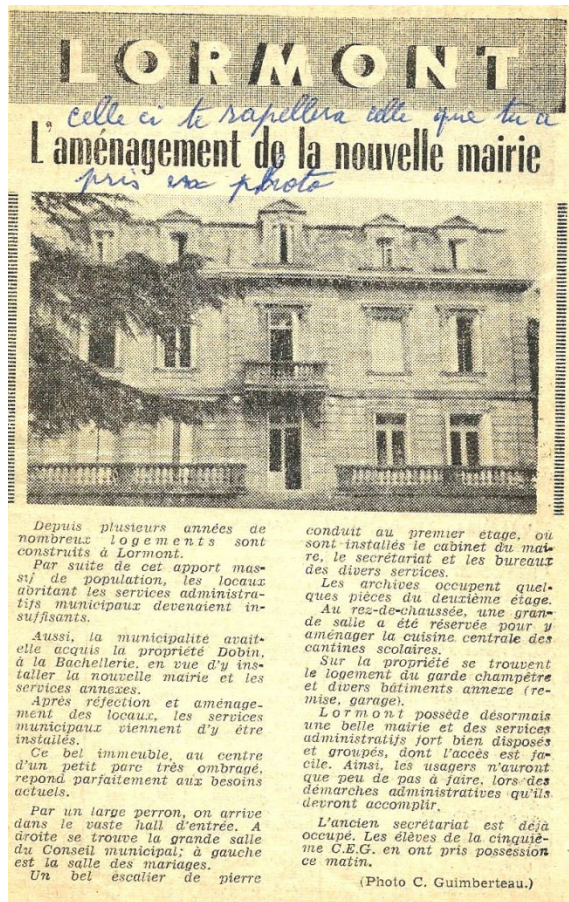 LORMONT
celle ci te rapellera celle que tu a
L'aménagement de la nouvelle mairie
pris en photo
Depuis plusieurs années de
nombreux logements sont
construits à Lormont.
Par suite de cet apport mas-
sif de population, les locaux
abritant les services administra-
tifs municipaux devenaient in-
suffisants.
Aussi, la municipalité avait-
elle acquis la propriété Dobin,
à la Bachellerie, en vue d'y ins-
taller la nouvelle mairie et les
services annexes.
Après réfection et aménage-
ment des locaux, les services
municipaux viennent d'y être
installés.
Ce bel immeuble, au centre
d'un petit parc très ombragé,
repond parfaitement aux besoins
actuels.
Par un large perron, on arrive
dans le vaste hall d'entrée. A
droite se trouve la grande salle
du Conseil municipal; à gauche
est la salle des mariages.
Un bel escalier de pierre
conduit au premier étage, où
sont installés le cabinet du mai-
re, le secrétariat et les bureaux
des divers services.
Les archives occupent quel-
ques pièces du deuxième étage.
Au rez-de-chaussée, une gran-
de salle a été réservée pour y
aménager la cuisine centrale des
cantines scolaires.
Sur la propriété se trouvent
le logement du garde champêtre
et divers bâtiments annexe (re-
mise, garage).
Lormont possède désormais
une belle mairie et des services
administratifs fort bien disposés
et groupés, dont l'accès est fa-
cile. Ainsi, les usagers n'auront
que peu de pas à faire, lors des
démarches administratives qu'ils
devront accomplir.
L'ancien secrétariat est déjà
occupé. Les élèves de la cinquiè-
me C.E.G. en ont pris possession
ce matin.
(Photo C. Guimberteau.)